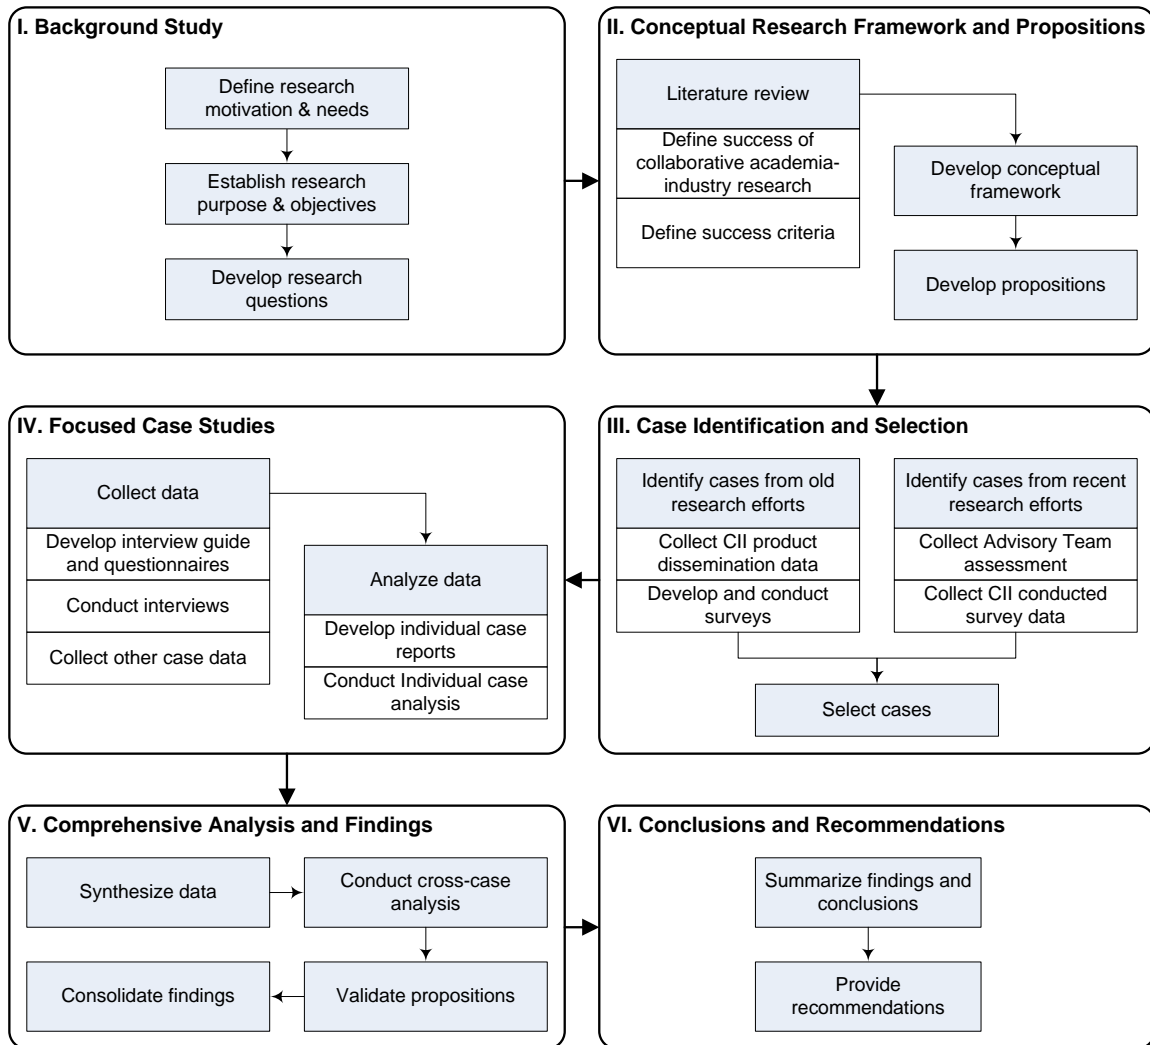 I. Background Study
Define research
motivation & needs
Establish research
purpose & objectives
Develop research
questions
II. Conceptual Research Framework and Propositions
Literature review
Define success of
collaborative academia-
industry research
Define success criteria
Develop conceptual
framework
Develop propositions
III. Case Identification and Selection
Identify cases from old
research efforts
Collect CII product
dissemination data
Develop and conduct
surveys
Identify cases from recent
research efforts
Collect Advisory Team
assessment
Collect CII conducted
survey data
Select cases
IV. Focused Case Studies
Collect data
Develop interview guide
and questionnaires
Conduct interviews
Collect other case data
Analyze data
Develop individual case
reports
Conduct Individual case
analysis
V. Comprehensive Analysis and Findings
Synthesize data
Conduct cross-case
analysis
Validate propositions
Consolidate findings
VI. Conclusions and Recommendations
Summarize findings and
conclusions
Provide
recommendations